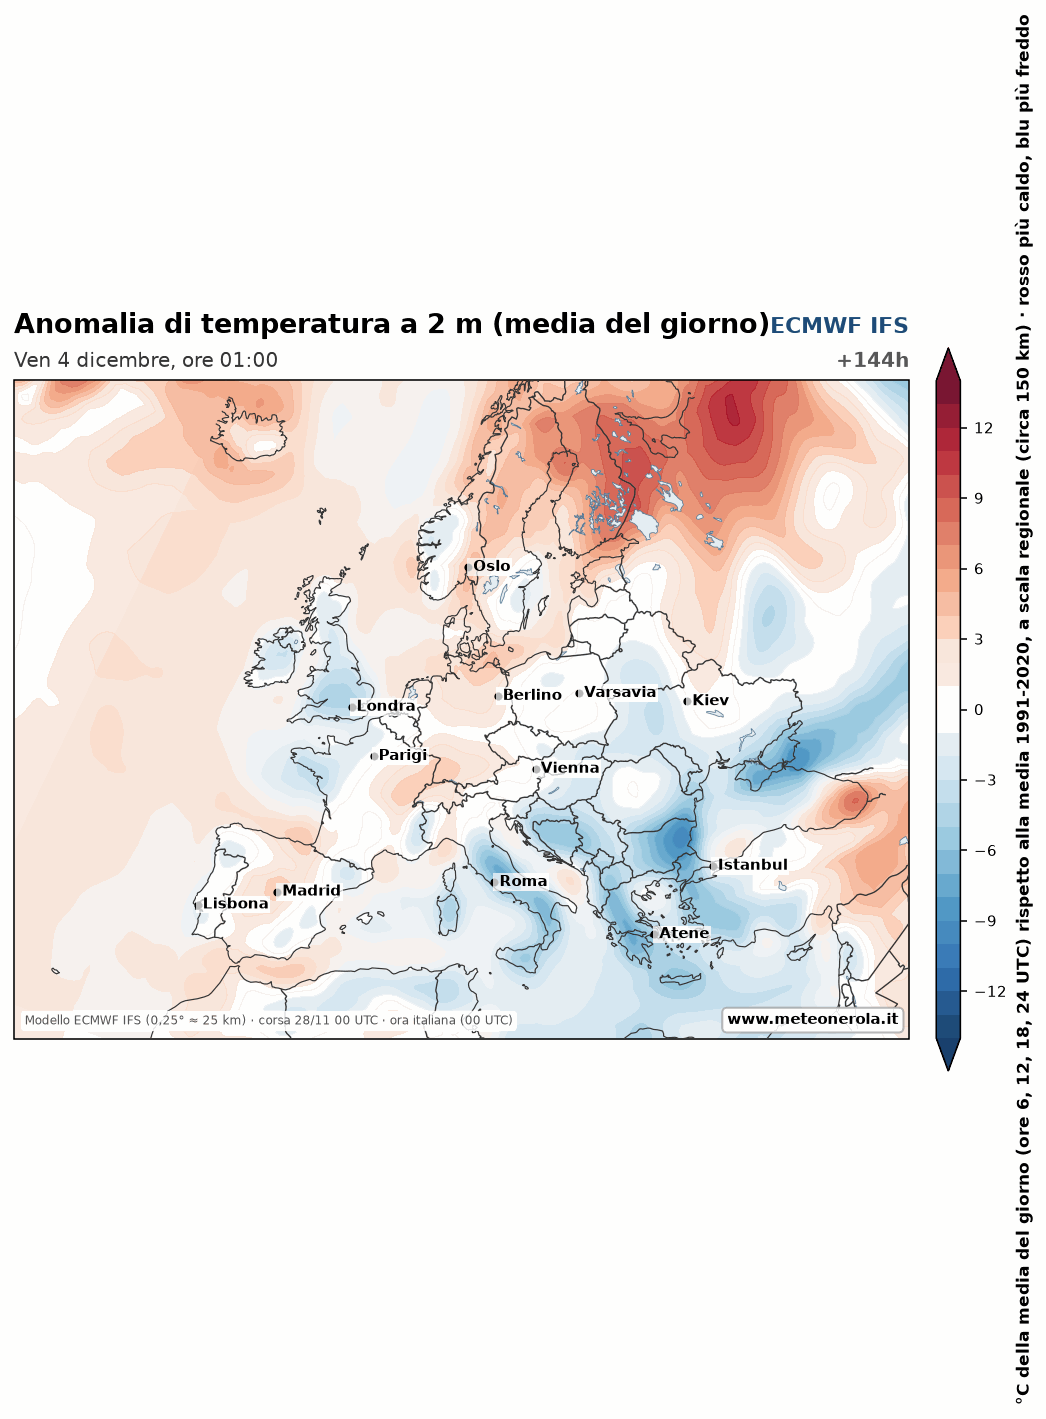 Anomalia di temperatura a 2 m (media del giorno)
ECMWF IFS
Ven 4 dicembre, ore 01:00
+144h
Oslo
Berlino
Varsavia
Kiev
Londra
Parigi
Vienna
Istanbul
Roma
Madrid
Lisbona
Atene
Modello ECMWF IFS (0,25° ≈ 25 km) · corsa 28/11 00 UTC · ora italiana (00 UTC)
www.meteonerola.it
12
9
6
3
0
−3
−6
−9
−12
°C della media del giorno (ore 6, 12, 18, 24 UTC) rispetto alla media 1991-2020, a scala regionale (circa 150 km) · rosso più caldo, blu più freddo